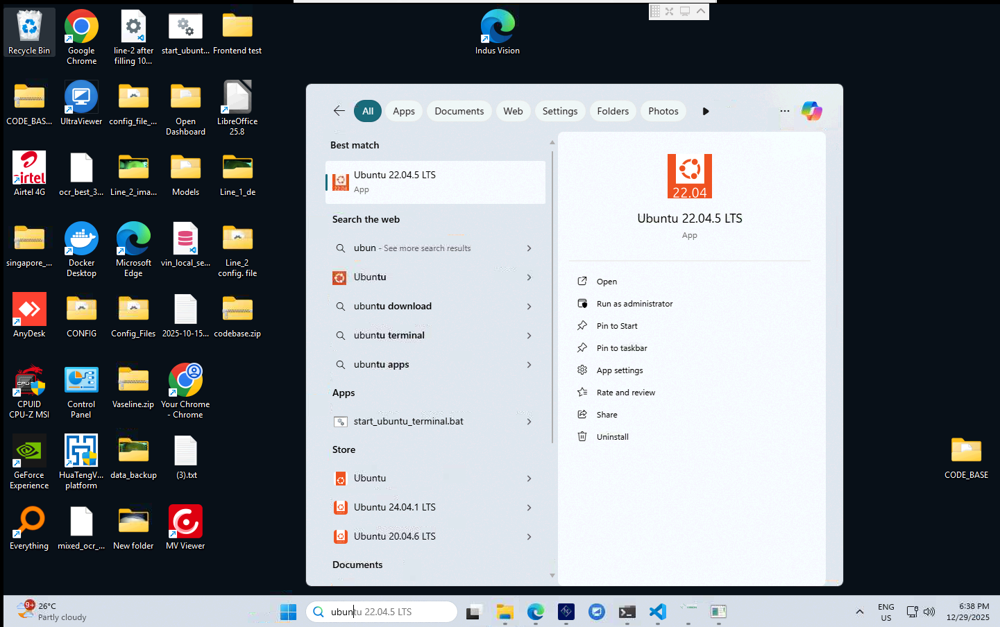 Recycle Bin
Google
Chrome
line-2 after
filling 10...
start_ubunt...
Frontend test
Indus Vision
CODE_BAS...
UltraViewer
config_file_...
Open
Dashboard
LibreOffice
25.8
airtel
Airtel 4G
ocr_best_3...
Line_2_ima...
Models
Line_1_de
singapore_...
Docker
Desktop
Microsoft
Edge
vin_local_se...
Line_2
config. file
AnyDesk
CONFIG
Config_Files
2025-10-15...
codebase.zip
CPU-Z
CPUID
CPU-Z MSI
Control
Panel
Vaseline.zip
Your Chrome
- Chrome
GeForce
Experience
HuaTengV...
platform
data_backup
(3).txt
Everything
mixed_ocr_...
New folder
MV Viewer
CODE_BASE
All
Apps
Documents
Web
Settings
Folders
Photos
Best match
Ubuntu 22.04.5 LTS
App
Search the web
ubun - See more search results
Ubuntu
ubuntu download
ubuntu terminal
ubuntu apps
Apps
start_ubuntu_terminal.bat
Store
Ubuntu
Ubuntu 24.04.1 LTS
Ubuntu 20.04.6 LTS
Documents
22.04
Ubuntu 22.04.5 LTS
App
Open
Run as administrator
Pin to Start
Pin to taskbar
App settings
Rate and review
Share
Uninstall
9+
26°C
Partly cloudy
ubuntu 22.04.5 LTS
VISION
ENG
US
6:38 PM
12/29/2025